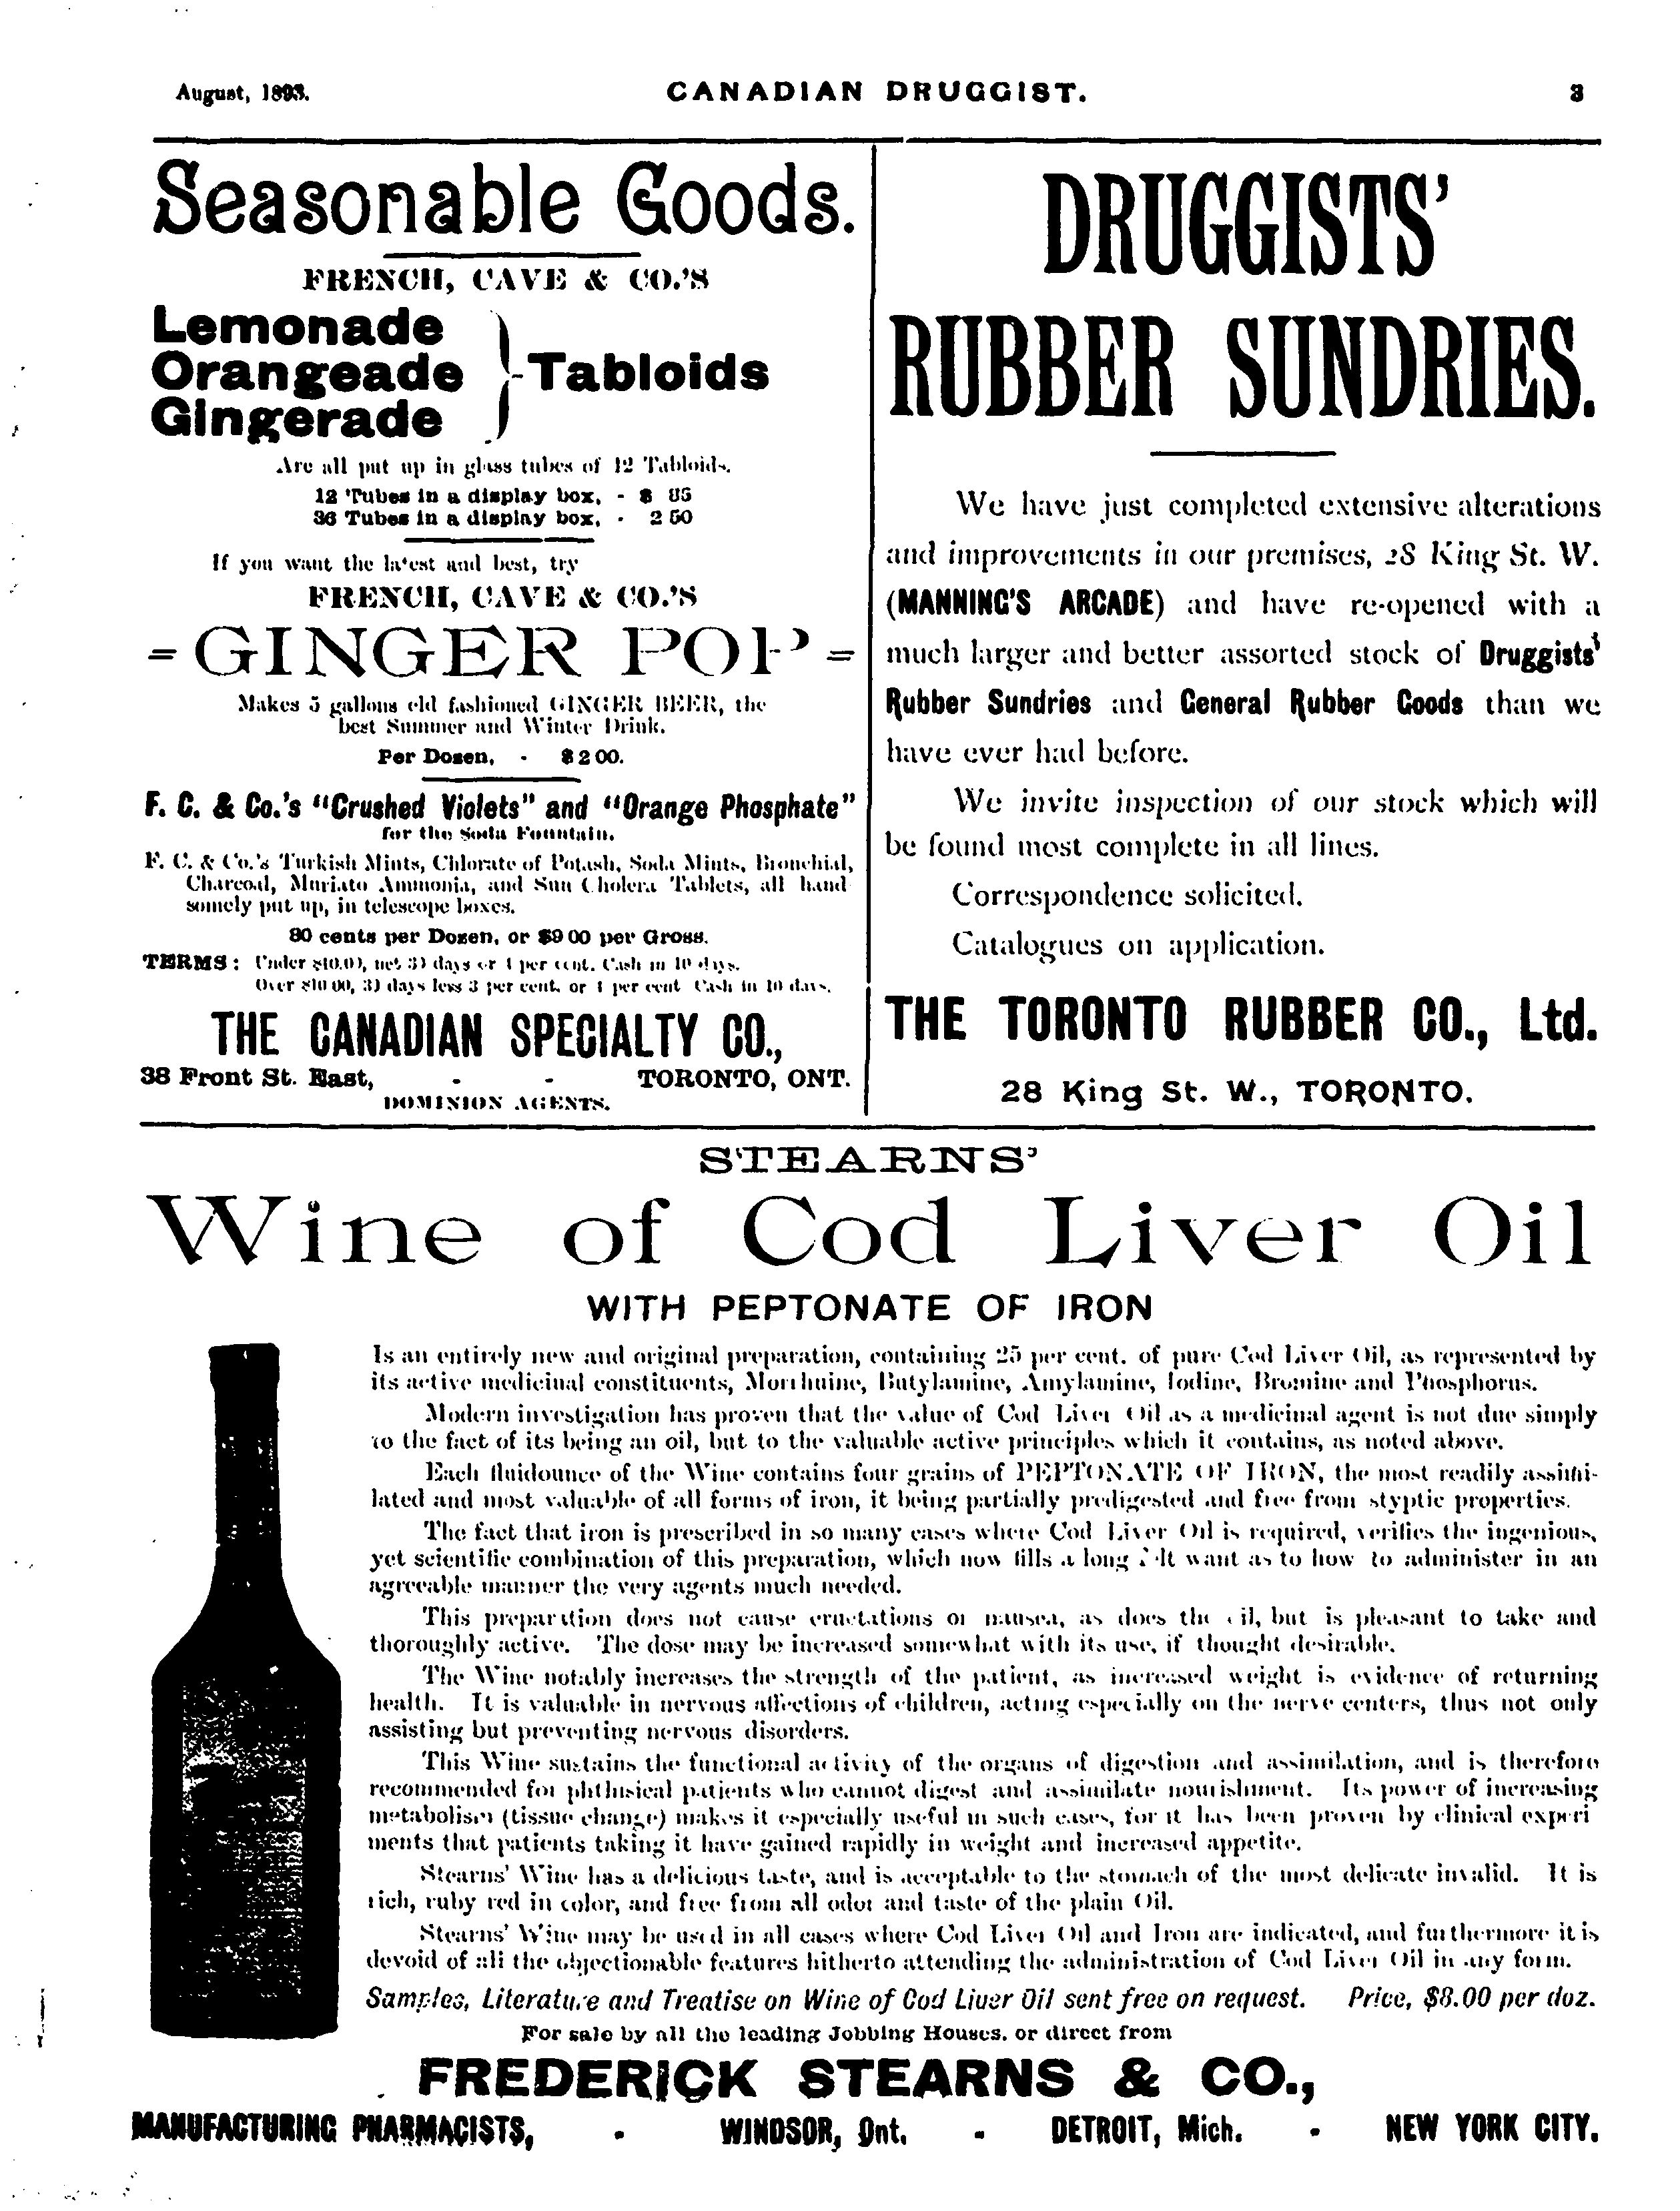 August, 1893.
CANADIAN DRUGGIST.
3
Seasonable Goods.
FRENCH, CAVE & CO.'S
Lemonade
Orangeade
Gingerade
Tabloids
Are all put up in glass tubes of 12 Tabloids.
12 Tubes in a display box, - $ 85
36 Tubes in a display box, - 2 50
If you want the latest and best, try
FRENCH, CAVE & CO.'S
GINGER POP
Makes 5 gallons old fashioned GINGER BEER, the
best Summer and Winter Drink.
Per Dozen, - $2 00.
F. C. & Co.'s "Crushed Violets" and "Orange Phosphate"
for the Soda Fountain.
F. C. & Co.'s Turkish Mints, Chlorate of Potash, Soda Mints, Bronchial,
Charcoal, Muriate Ammonia, and Sun Cholera Tablets, all hand
somely put up, in telescope boxes.
80 cents per Dozen, or $9 00 per Gross.
TERMS: Under $10.00, net 30 days or 4 per cent. Cash in 10 days.
Over $10 00, 30 days less 3 per cent. or 4 per cent Cash in 10 days.
THE CANADIAN SPECIALTY CO.,
38 Front St. East, - - TORONTO, ONT.
DOMINION AGENTS.
DRUGGISTS'
RUBBER SUNDRIES.
We have just completed extensive alterations
and improvements in our premises, 28 King St. W.
(MANNING'S ARCADE) and have re-opened with a
much larger and better assorted stock of Druggists'
Rubber Sundries and General Rubber Goods than we
have ever had before.
We invite inspection of our stock which will
be found most complete in all lines.
Correspondence solicited.
Catalogues on application.
THE TORONTO RUBBER CO., Ltd.
28 King St. W., TORONTO.
STEARNS'
Wine of Cod Liver Oil
WITH PEPTONATE OF IRON
Is an entirely new and original preparation, containing 25 per cent. of pure Cod Liver Oil, as represented by
its active medicinal constituents, Morrhuine, Butylamine, Amylamine, Iodine, Bromine and Phosphorus.
Modern investigation has proven that the value of Cod Liver Oil as a medicinal agent is not due simply
to the fact of its being an oil, but to the valuable active principles which it contains, as noted above.
Each fluidounce of the Wine contains four grains of PEPTONATE OF IRON, the most readily assimi-
lated and most valuable of all forms of iron, it being partially predigested and free from styptic properties.
The fact that iron is prescribed in so many cases where Cod Liver Oil is required, verifies the ingenious,
yet scientific combination of this preparation, which now fills a long felt want as to how to administer in an
agreeable manner the very agents much needed.
This preparation does not cause eructations or nausea, as does the oil, but is pleasant to take and
thoroughly active. The dose may be increased somewhat with its use, if thought desirable.
The Wine notably increases the strength of the patient, as increased weight is evidence of returning
health. It is valuable in nervous affections of children, acting especially on the nerve centers, thus not only
assisting but preventing nervous disorders.
This Wine sustains the functional activity of the organs of digestion and assimilation, and is therefore
recommended for phthisical patients who cannot digest and assimilate nourishment. Its power of increasing
metabolism (tissue change) makes it especially useful in such cases, for it has been proven by clinical experi
ments that patients taking it have gained rapidly in weight and increased appetite.
Stearns' Wine has a delicious taste, and is acceptable to the stomach of the most delicate invalid. It is
rich, ruby red in color, and free from all odor and taste of the plain Oil.
Stearns' Wine may be used in all cases where Cod Liver Oil and Iron are indicated, and furthermore it is
devoid of all the objectionable features hitherto attending the administration of Cod Liver Oil in any form.
Samples, Literature and Treatise on Wine of Cod Liver Oil sent free on request. Price, $8.00 per doz.
For sale by all the leading Jobbing Houses, or direct from
FREDERICK STEARNS & CO.,
MANUFACTURING PHARMACISTS, - WINDSOR, Ont. - DETROIT, Mich. - NEW YORK CITY.